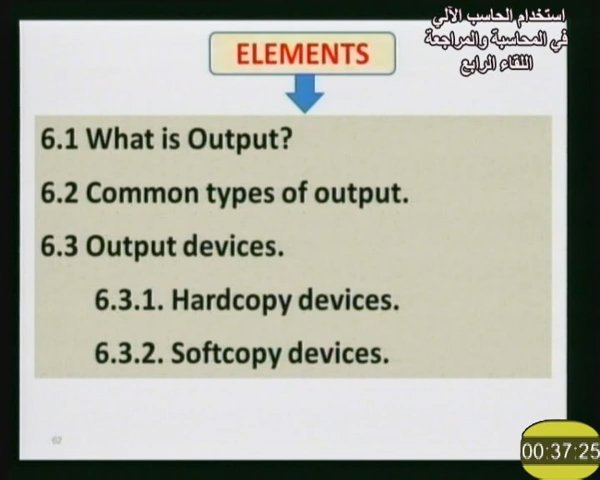 استخدام الحاسب الآلي
في المحاسبة والمراجعة
اللقاء الرابع
ELEMENTS
6.1 What is Output?
6.2 Common types of output.
6.3 Output devices.
6.3.1. Hardcopy devices.
6.3.2. Softcopy devices.
62
00:37:25